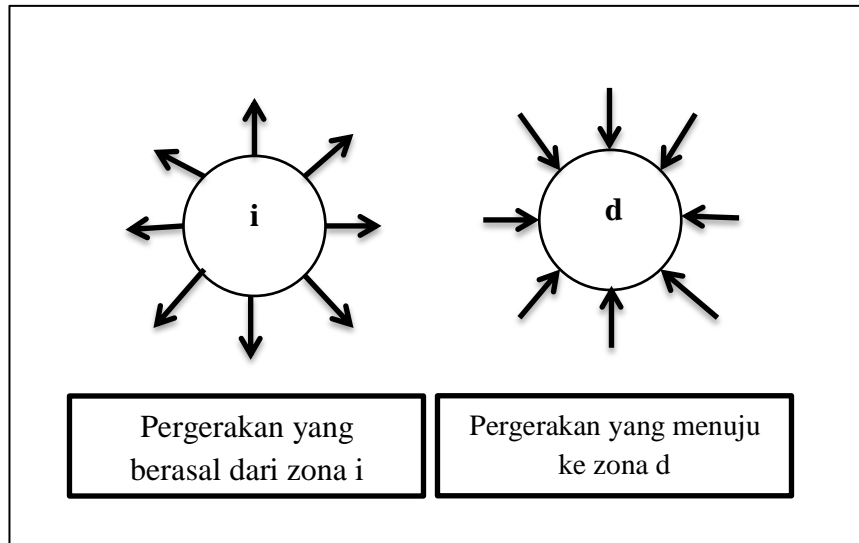 i
d
Pergerakan yang
berasal dari zona i
Pergerakan yang menuju
ke zona d